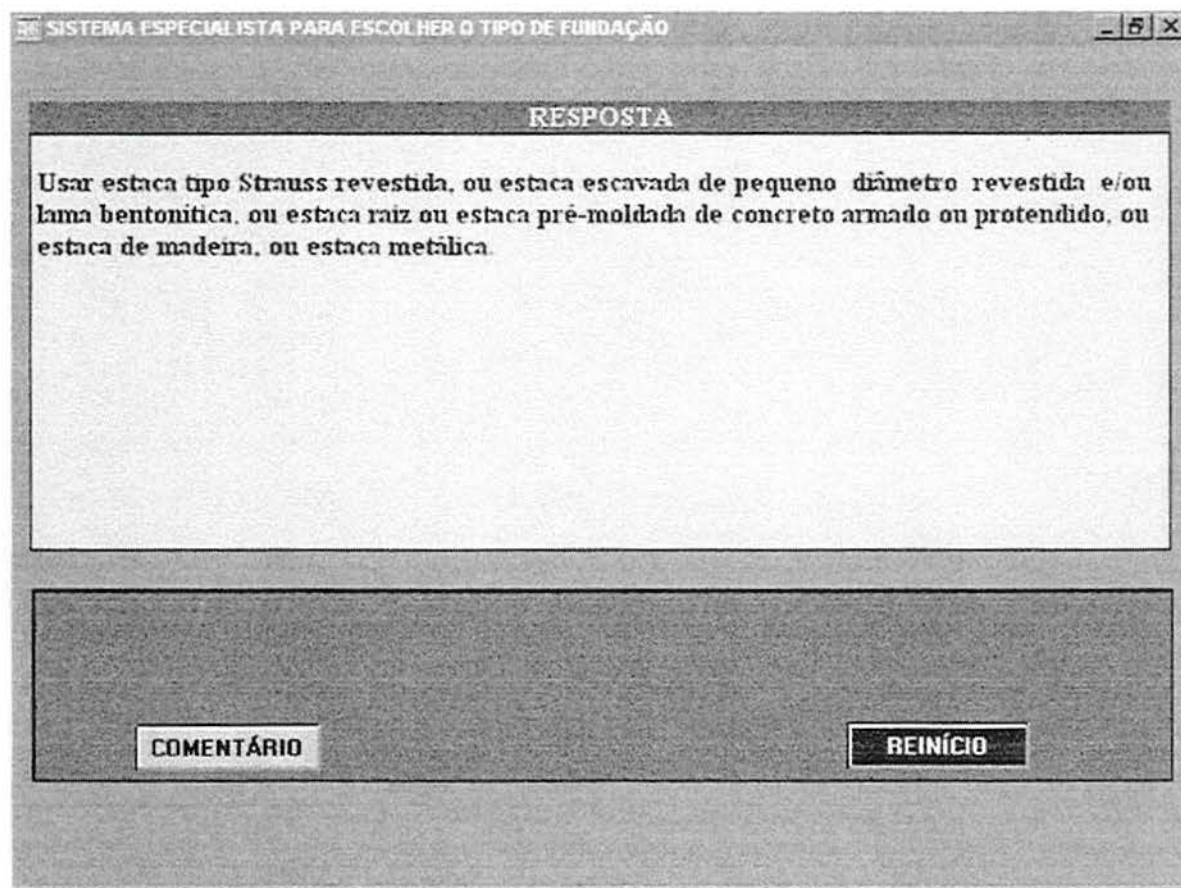 SISTEMA ESPECIALISTA PARA ESCOLHER O TIPO DE FUNDAÇÃO
RESPOSTA
Usar estaca tipo Strauss revestida, ou estaca escavada de pequeno diâmetro revestida e/ou
lama bentonítica, ou estaca raiz ou estaca pré-moldada de concreto armado ou protendido, ou
estaca de madeira, ou estaca metálica.
COMENTÁRIO
REINÍCIO